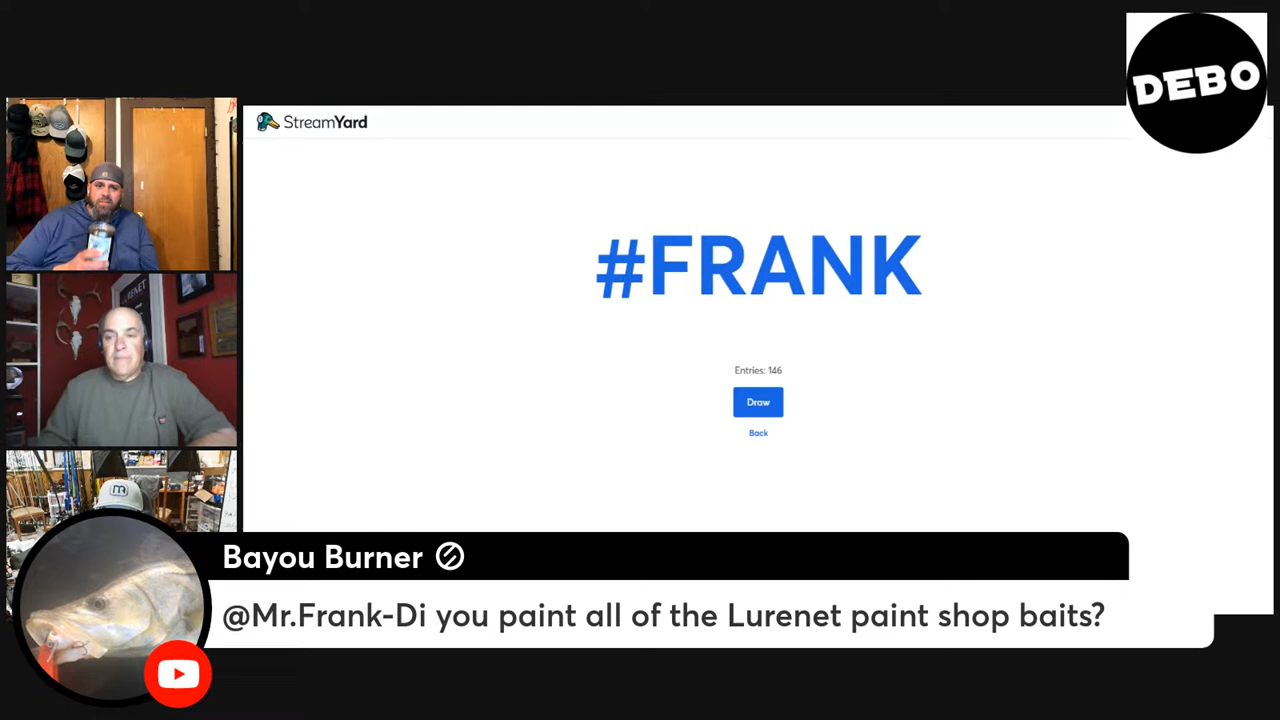 DEBO
StreamYard
#FRANK
Entries: 146
Draw
Back
Bayou Burner
@Mr.Frank-Di you paint all of the Lurenet paint shop baits?